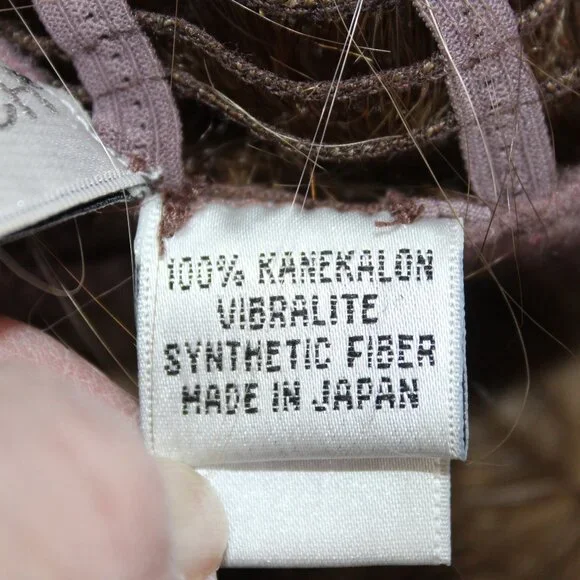 100% KANEKALON
VIBRALITE
SYNTHETIC FIBER
MADE IN JAPAN